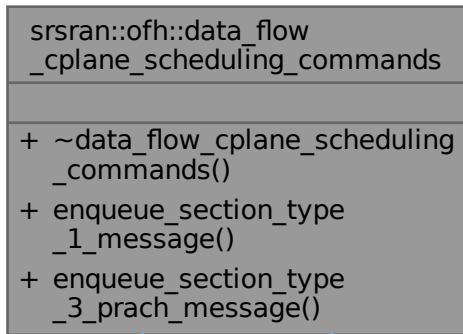 srsran::ofh::data_flow
_cplane_scheduling_commands
+ ~data_flow_cplane_scheduling
_commands()
+ enqueue_section_type
_1_message()
+ enqueue_section_type
_3_prach_message()